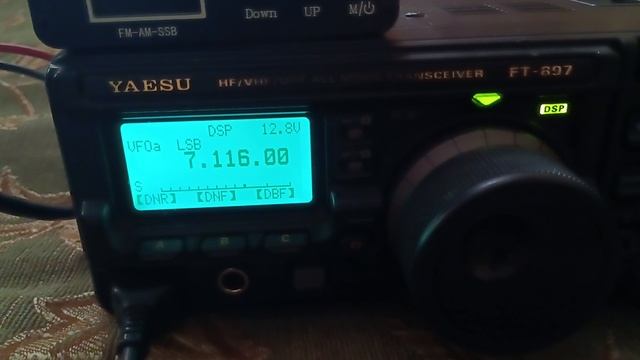 Down UP M/⏻
FM-AM-SSB
YAESU HF/VHF/ ALL MODE TRANSCEIVER FT-897
DSP 12.8V
VFOa LSB
7.116.00
S
[DNR] [DNF] [DBF]
A B C
DSP